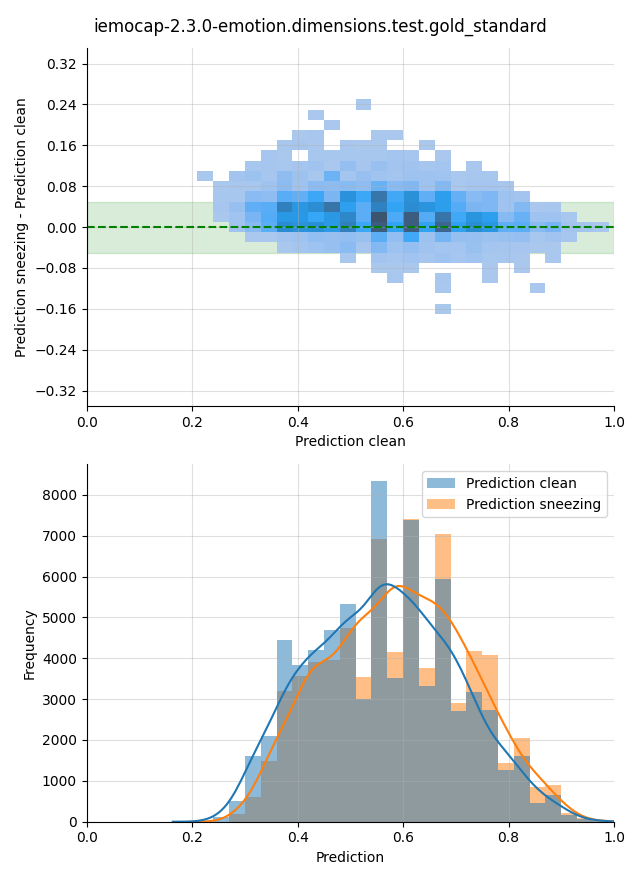 iemocap-2.3.0-emotion.dimensions.test.gold_standard
Prediction sneezing - Prediction clean
0.32
0.24
0.16
0.08
0.00
−0.08
−0.16
−0.24
−0.32
0.0 0.2 0.4 0.6 0.8 1.0
Prediction clean
Frequency
8000
7000
6000
5000
4000
3000
2000
1000
0
Prediction clean
Prediction sneezing
0.0 0.2 0.4 0.6 0.8 1.0
Prediction